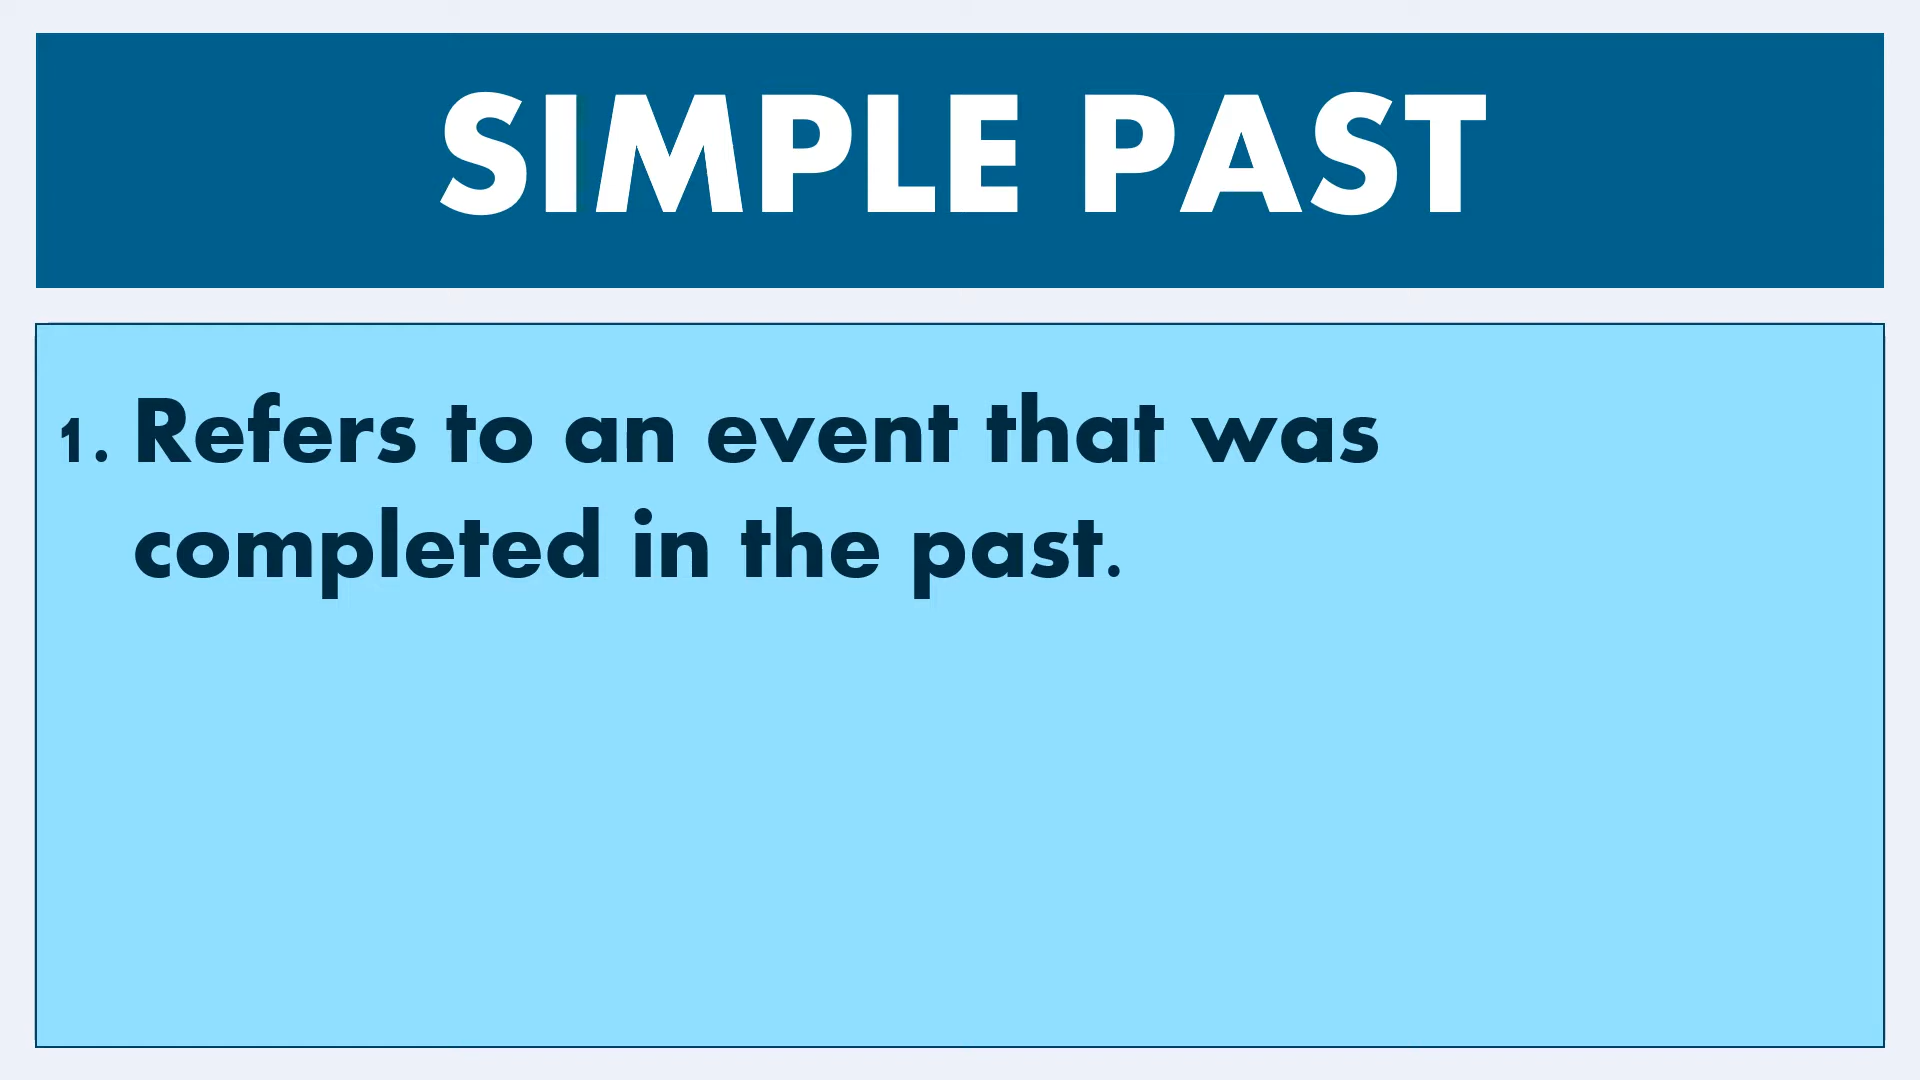 SIMPLE PAST
1. Refers to an event that was
completed in the past.